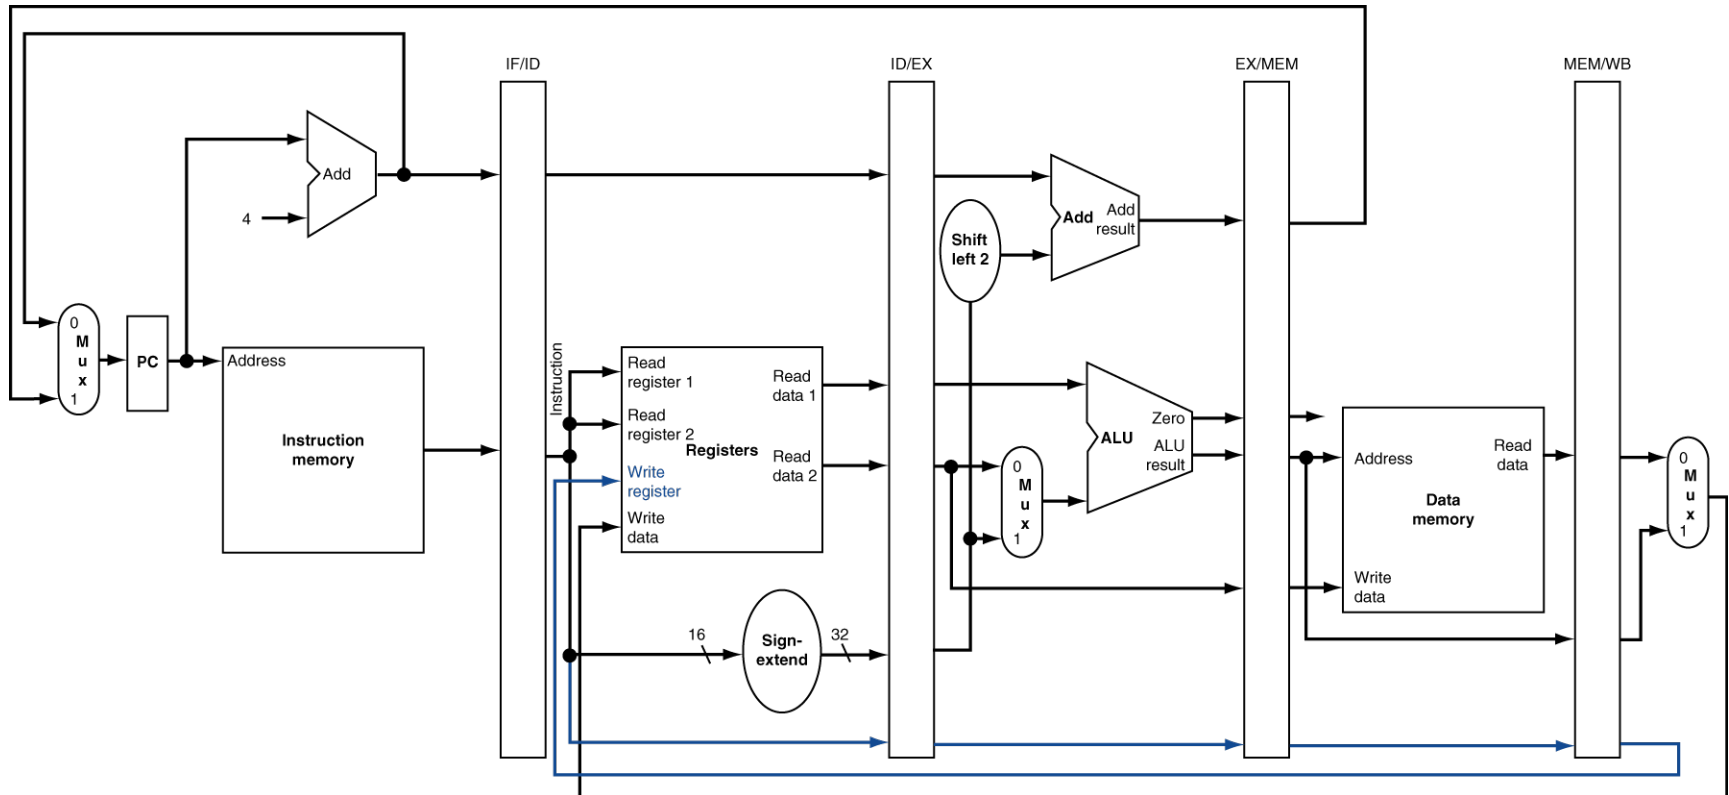 IF/ID
ID/EX
EX/MEM
MEM/WB
Add
4
Shift
left 2
Add
Add
result
0
M
u
x
1
PC
Address
Instruction
memory
Instruction
Read
register 1
Read
register 2
Write
register
Write
data
Registers
Read
data 1
Read
data 2
16
Sign-
extend
32
0
M
u
x
1
ALU
Zero
ALU
result
Address
Read
data
Data
memory
Write
data
0
M
u
x
1